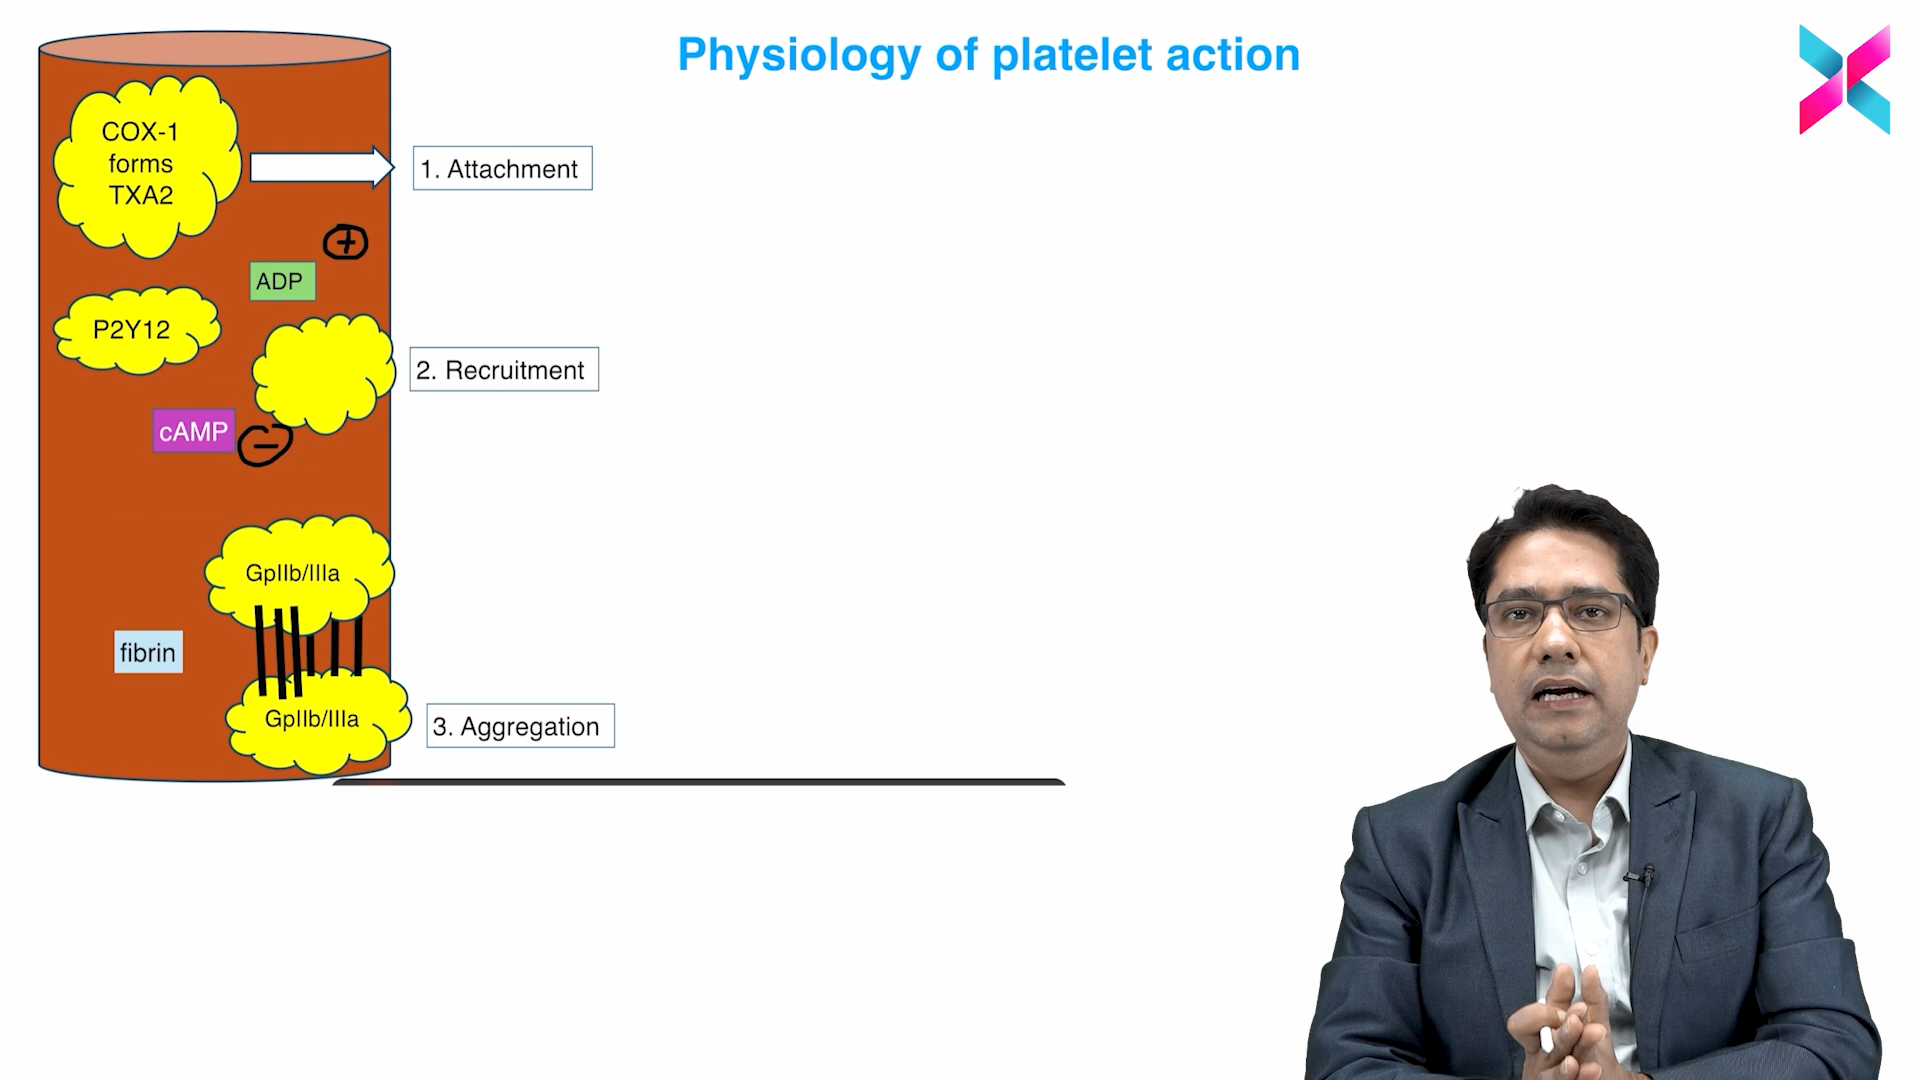 Physiology of platelet action
COX-1
forms
TXA2
1. Attachment
+
ADP
P2Y12
2. Recruitment
cAMP
−
GpIIb/IIIa
fibrin
GpIIb/IIIa
3. Aggregation